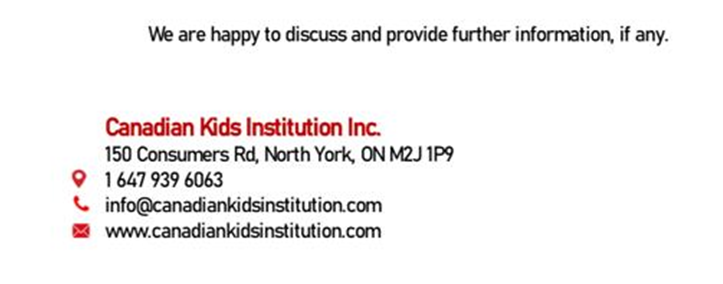 We are happy to discuss and provide further information, if any.
Canadian Kids Institution Inc.
150 Consumers Rd, North York, ON M2J 1P9
1 647 939 6063
info@canadiankidsinstitution.com
www.canadiankidsinstitution.com